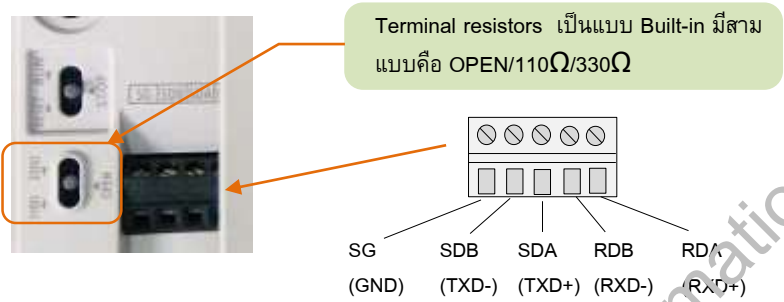 Terminal resistors เป็นแบบ Built-in มีสาม
แบบคือ OPEN/110Ω/330Ω
SG SDB SDA RDB RDA
(GND) (TXD-) (TXD+) (RXD-) (RXD+)